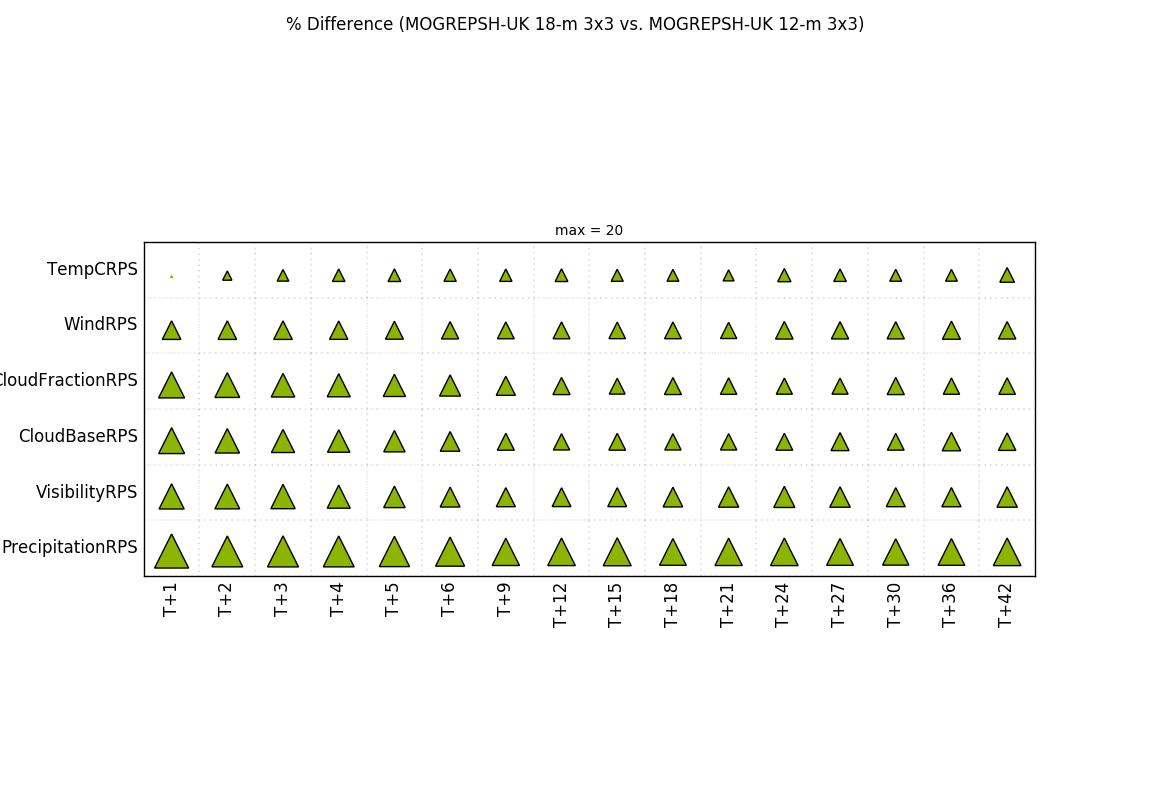 % Difference (MOGREPSH-UK 18-m 3x3 vs. MOGREPSH-UK 12-m 3x3)
max = 20
TempCRPS
WindRPS
CloudFractionRPS
CloudBaseRPS
VisibilityRPS
PrecipitationRPS
T+1 T+2 T+3 T+4 T+5 T+6 T+9 T+12 T+15 T+18 T+21 T+24 T+27 T+30 T+36 T+42